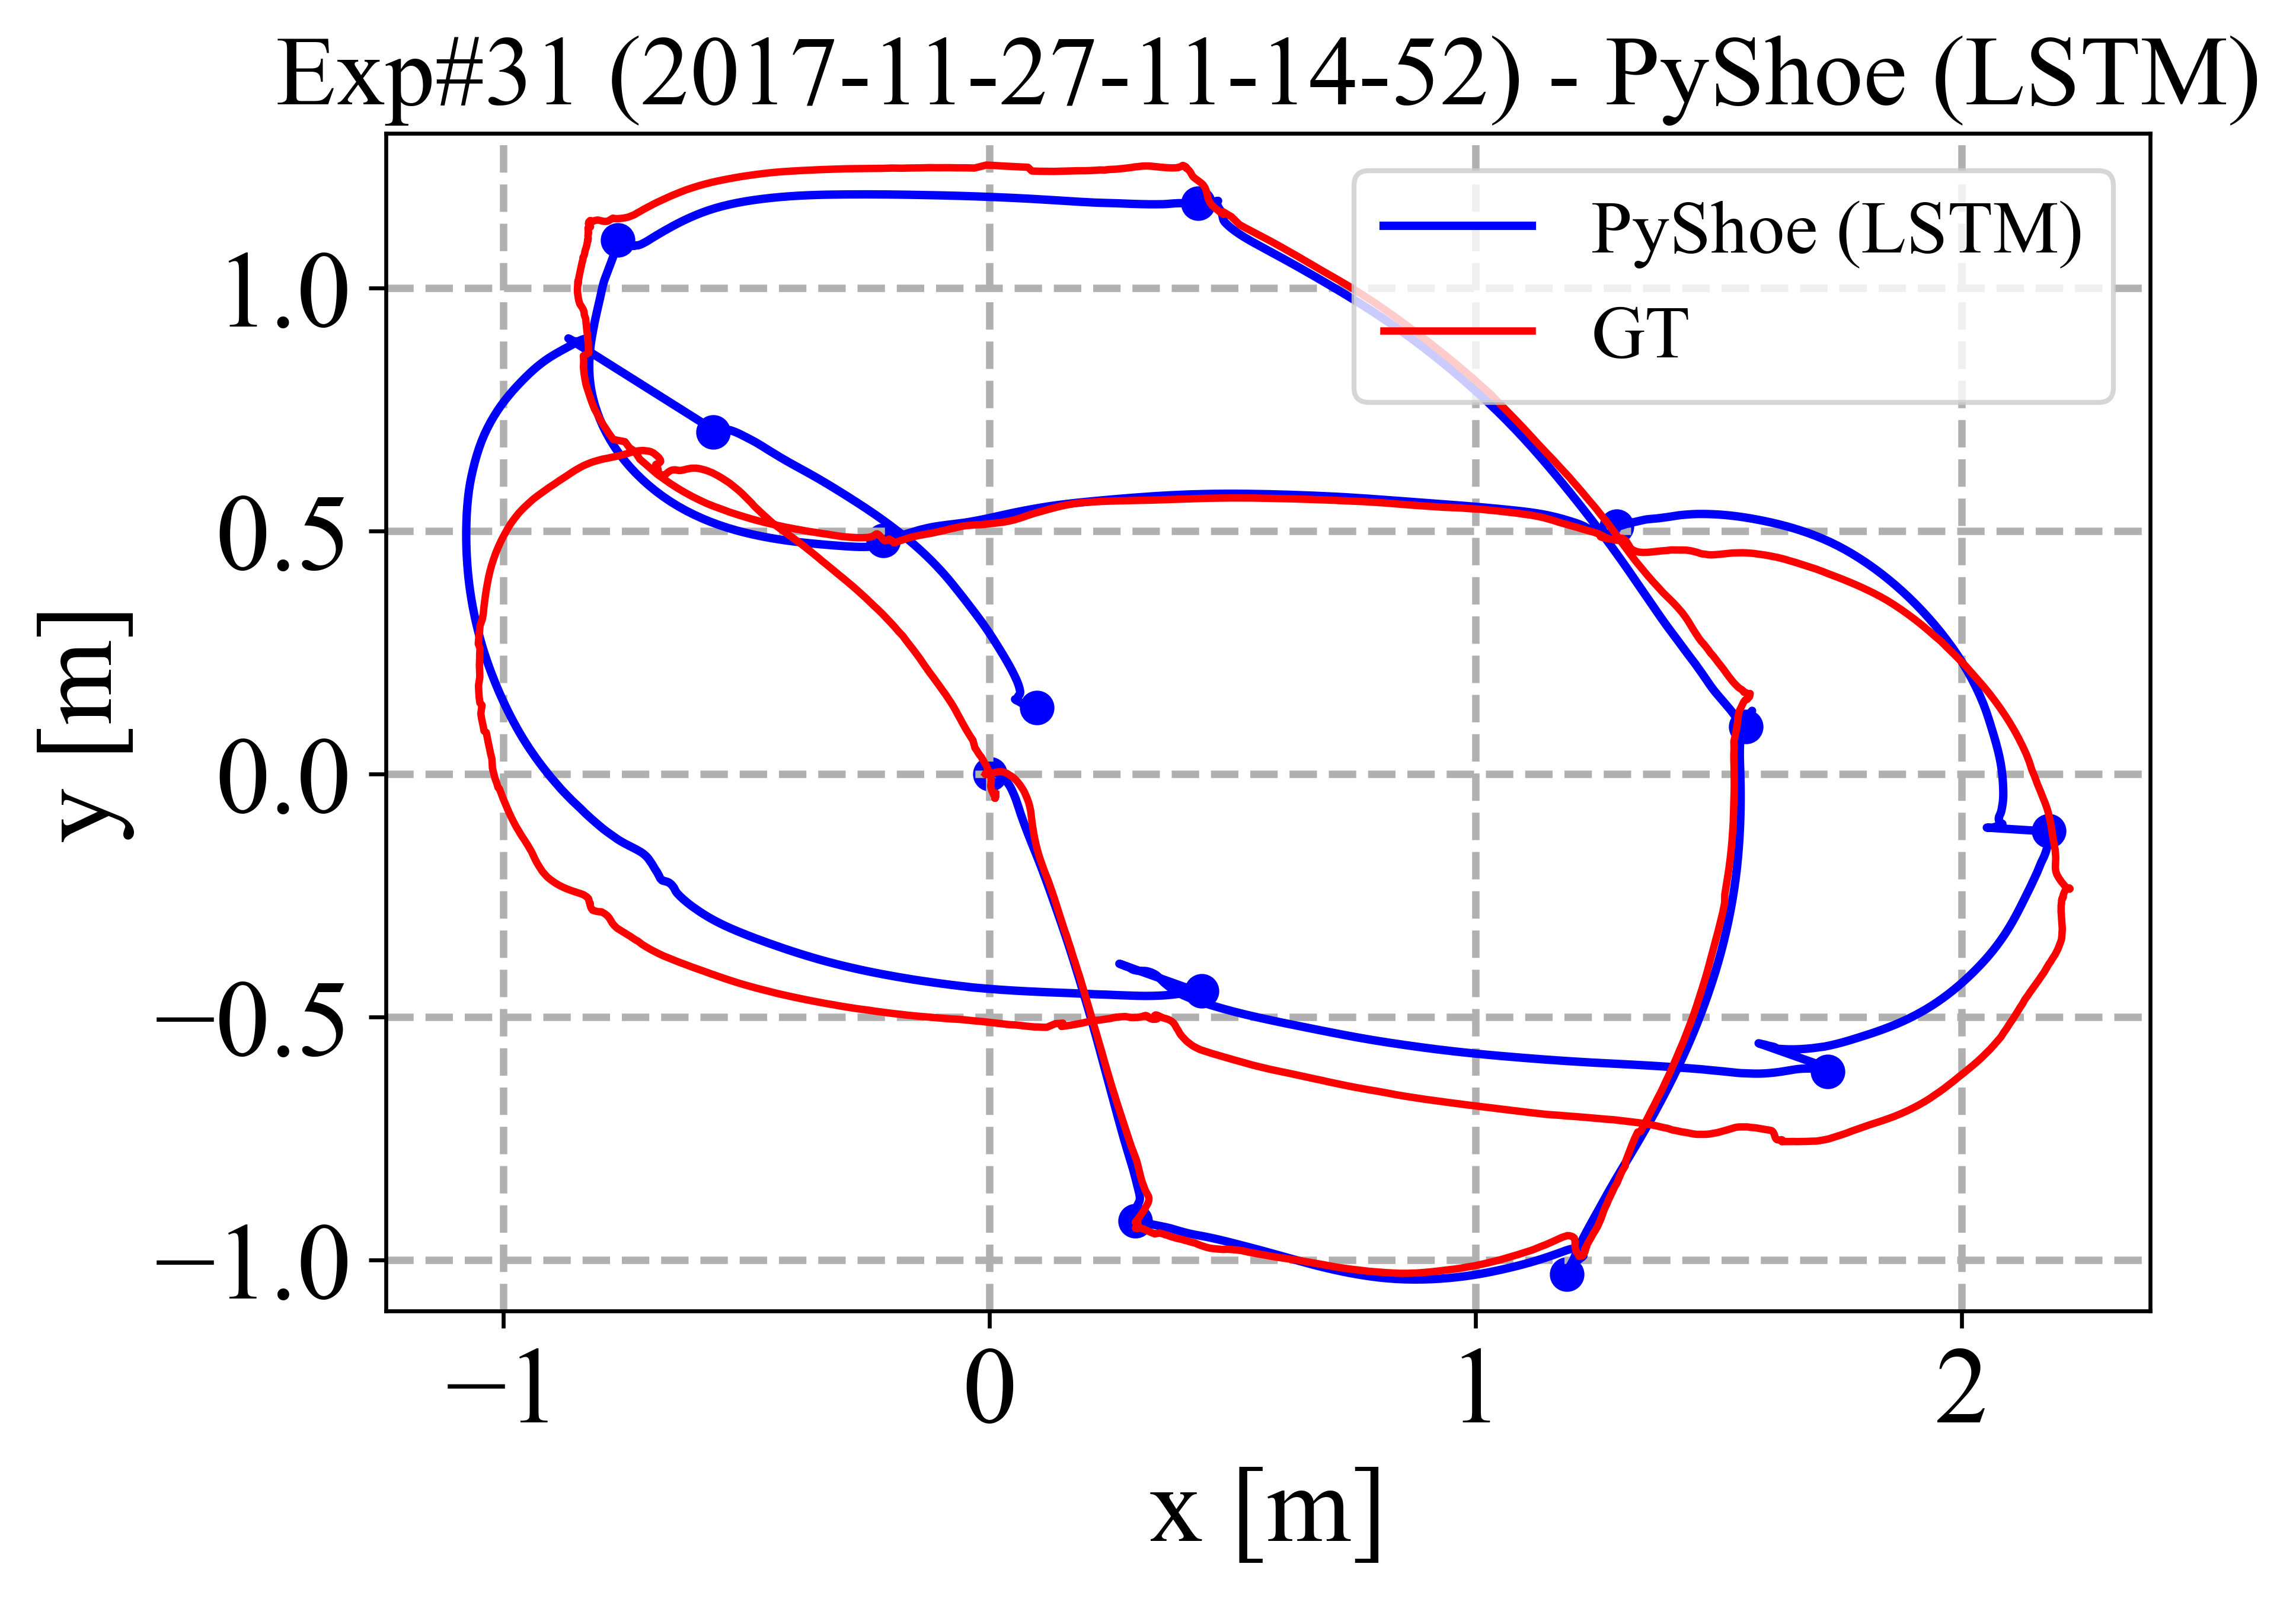 Exp#31 (2017-11-27-11-14-52) - PyShoe (LSTM)
PyShoe (LSTM)
GT
1.0
0.5
0.0
−0.5
−1.0
y [m]
−1 0 1 2
x [m]